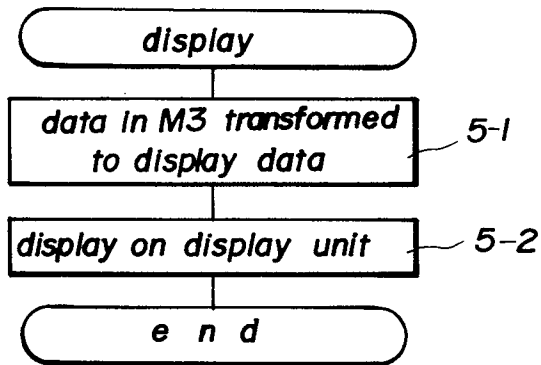 display
data in M3 transformed
to display data
5-1
display on display unit
5-2
e n d